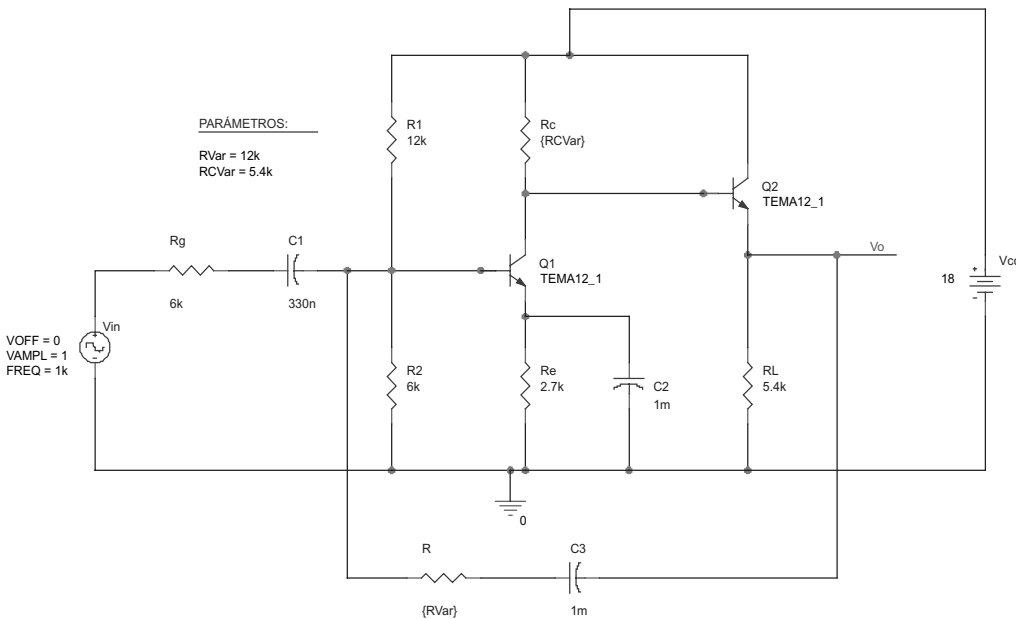 PARÁMETROS:
RVar = 12k
RCVar = 5.4k
R1
12k
Rc
{RCVar}
Q2
TEMA12_1
Rg
6k
C1
330n
Q1
TEMA12_1
Vo
18
Vcc
Vin
VOFF = 0
VAMPL = 1
FREQ = 1k
R2
6k
Re
2.7k
C2
1m
RL
5.4k
0
R
{RVar}
C3
1m